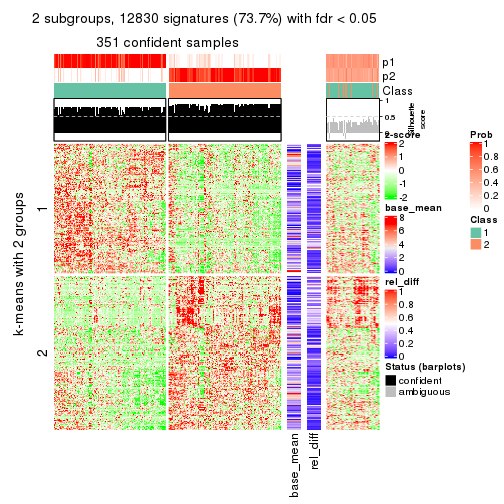 2 subgroups, 12830 signatures (73.7%) with fdr < 0.05
351 confident samples
p1
p2
Class
1
0.5
0
Silhouette
score
k-means with 2 groups
1
2
base_mean
rel_diff
z-score
2
1
0
-1
-2
base_mean
8
6
4
2
0
rel_diff
1
0.8
0.6
0.4
0.2
0
Status (barplots)
confident
ambiguous
Prob
1
0.8
0.6
0.4
0.2
0
Class
1
2